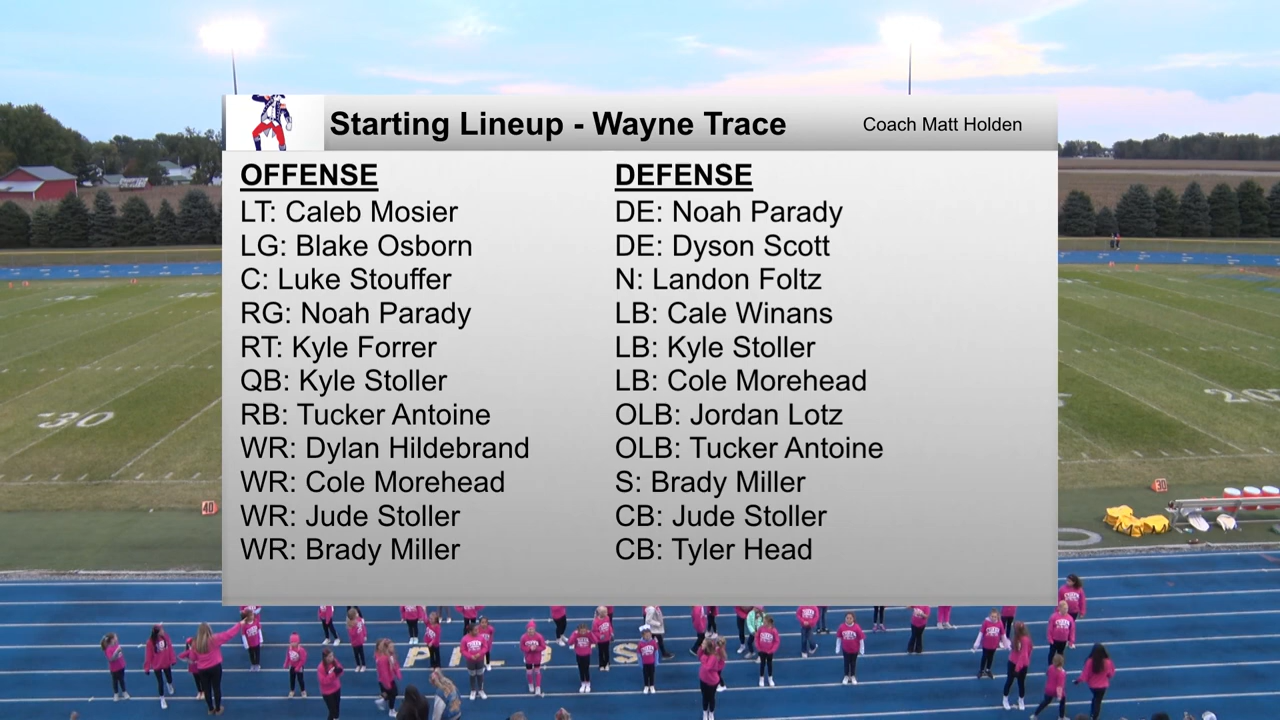 Starting Lineup - Wayne Trace
Coach Matt Holden
OFFENSE
LT: Caleb Mosier
LG: Blake Osborn
C: Luke Stouffer
RG: Noah Parady
RT: Kyle Forrer
QB: Kyle Stoller
RB: Tucker Antoine
WR: Dylan Hildebrand
WR: Cole Morehead
WR: Jude Stoller
WR: Brady Miller
DEFENSE
DE: Noah Parady
DE: Dyson Scott
N: Landon Foltz
LB: Cale Winans
LB: Kyle Stoller
LB: Cole Morehead
OLB: Jordan Lotz
OLB: Tucker Antoine
S: Brady Miller
CB: Jude Stoller
CB: Tyler Head
30
20
40
30